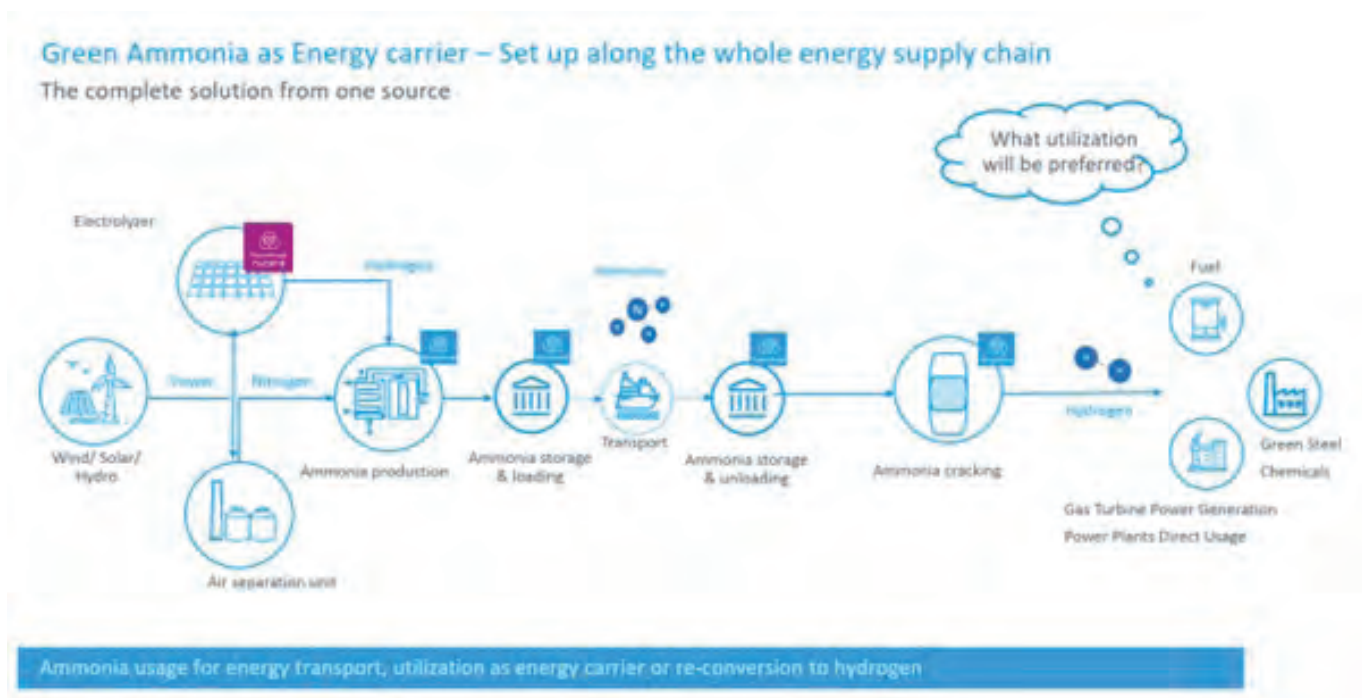 Green Ammonia as Energy carrier – Set up along the whole energy supply chain
The complete solution from one source
What utilization
will be preferred?
Electrolyzer
Hydrogen
Fuel
N
Power
Nitrogen
Wind/ Solar/
Hydro
Ammonia production
Ammonia storage
& loading
Transport
Ammonia storage
& unloading
Ammonia cracking
Hydrogen
Green Steel
Chemicals
Gas Turbine Power Generation
Power Plants Direct Usage
Air separation unit
Ammonia usage for energy transport, utilization as energy carrier or re-conversion to hydrogen